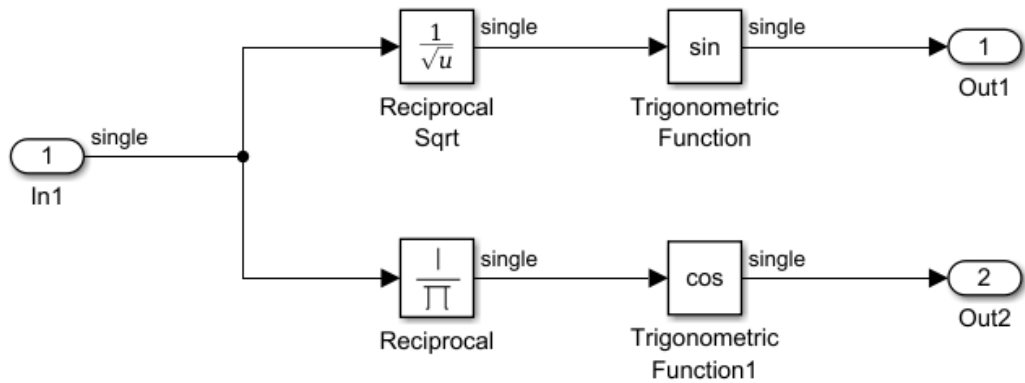 single
single
1
√u
sin
1
Reciprocal
Sqrt
Trigonometric
Function
Out1
single
1
In1
single
single
1
∏
cos
2
Reciprocal
Trigonometric
Function1
Out2